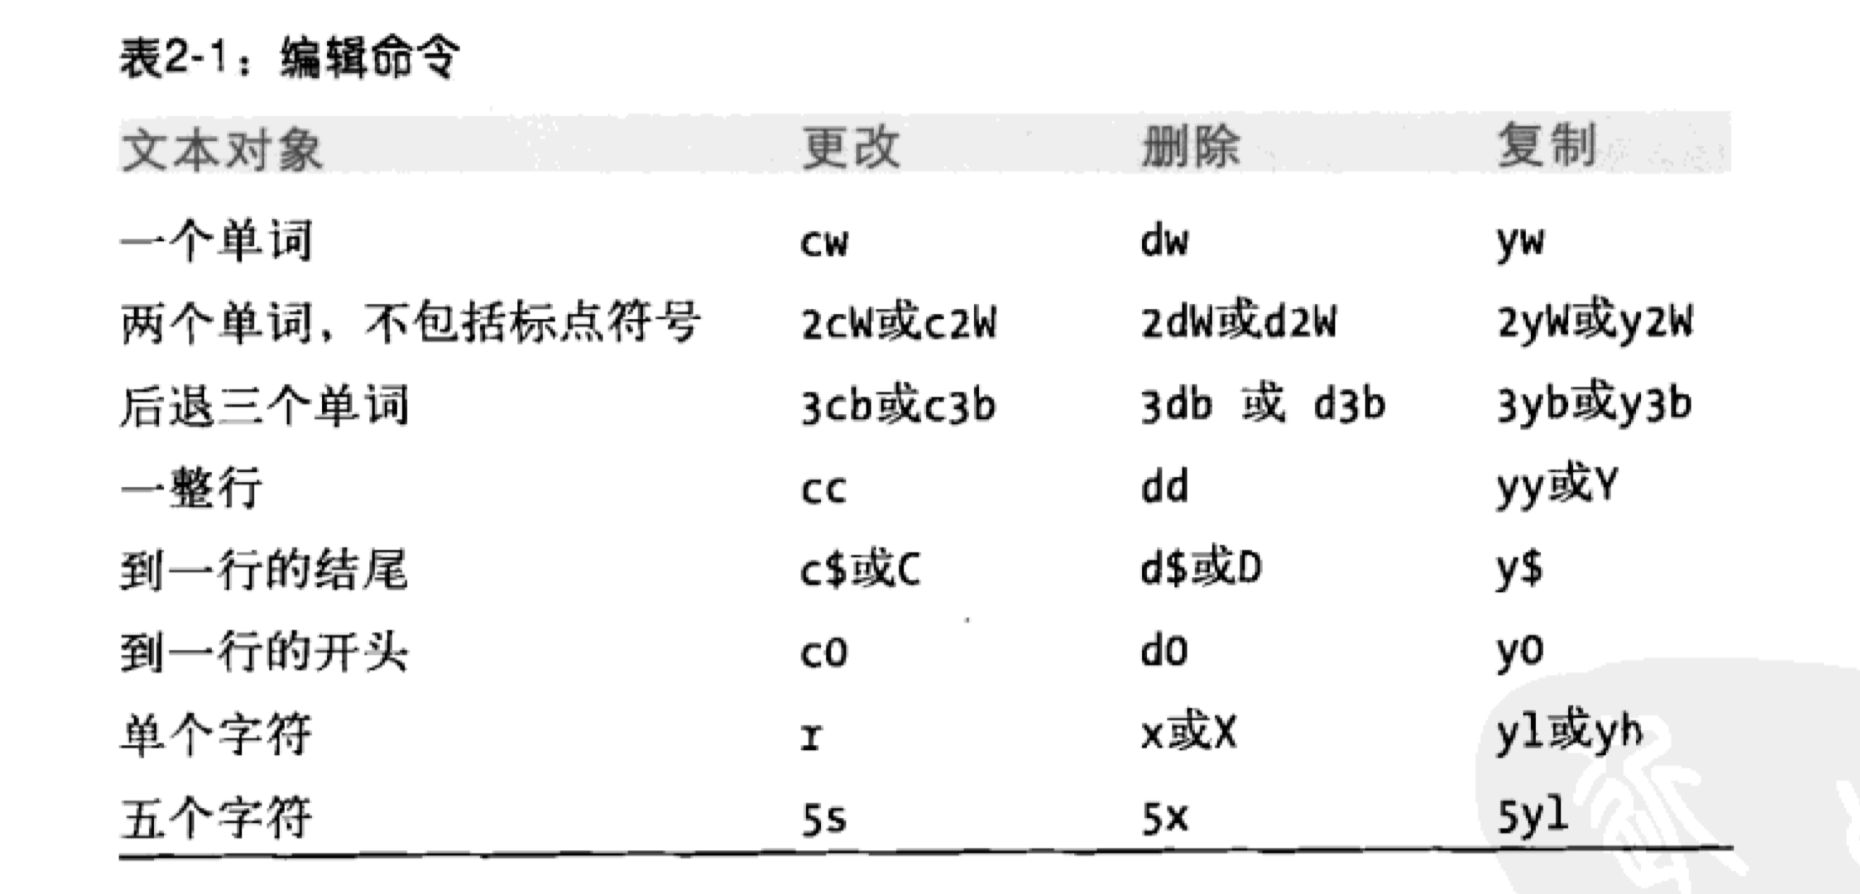 表2-1：编辑命令
文本对象 更改 删除 复制
一个单词 cw dw yw
两个单词，不包括标点符号 2cW或c2W 2dW或d2W 2yW或y2W
后退三个单词 3cb或c3b 3db 或 d3b 3yb或y3b
一整行 cc dd yy或Y
到一行的结尾 c$或C d$或D y$
到一行的开头 c0 d0 y0
单个字符 r x或X yl或yh
五个字符 5s 5x 5yl